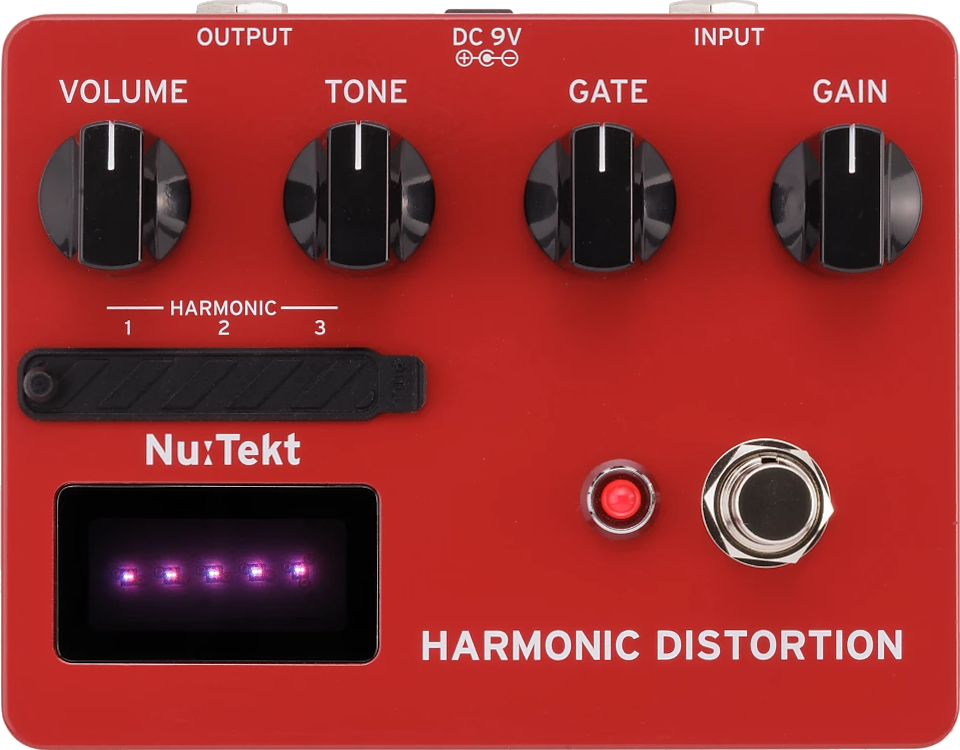 OUTPUT DC 9V INPUT
VOLUME TONE GATE GAIN
HARMONIC
1 2 3
Nu:Tekt
HARMONIC DISTORTION